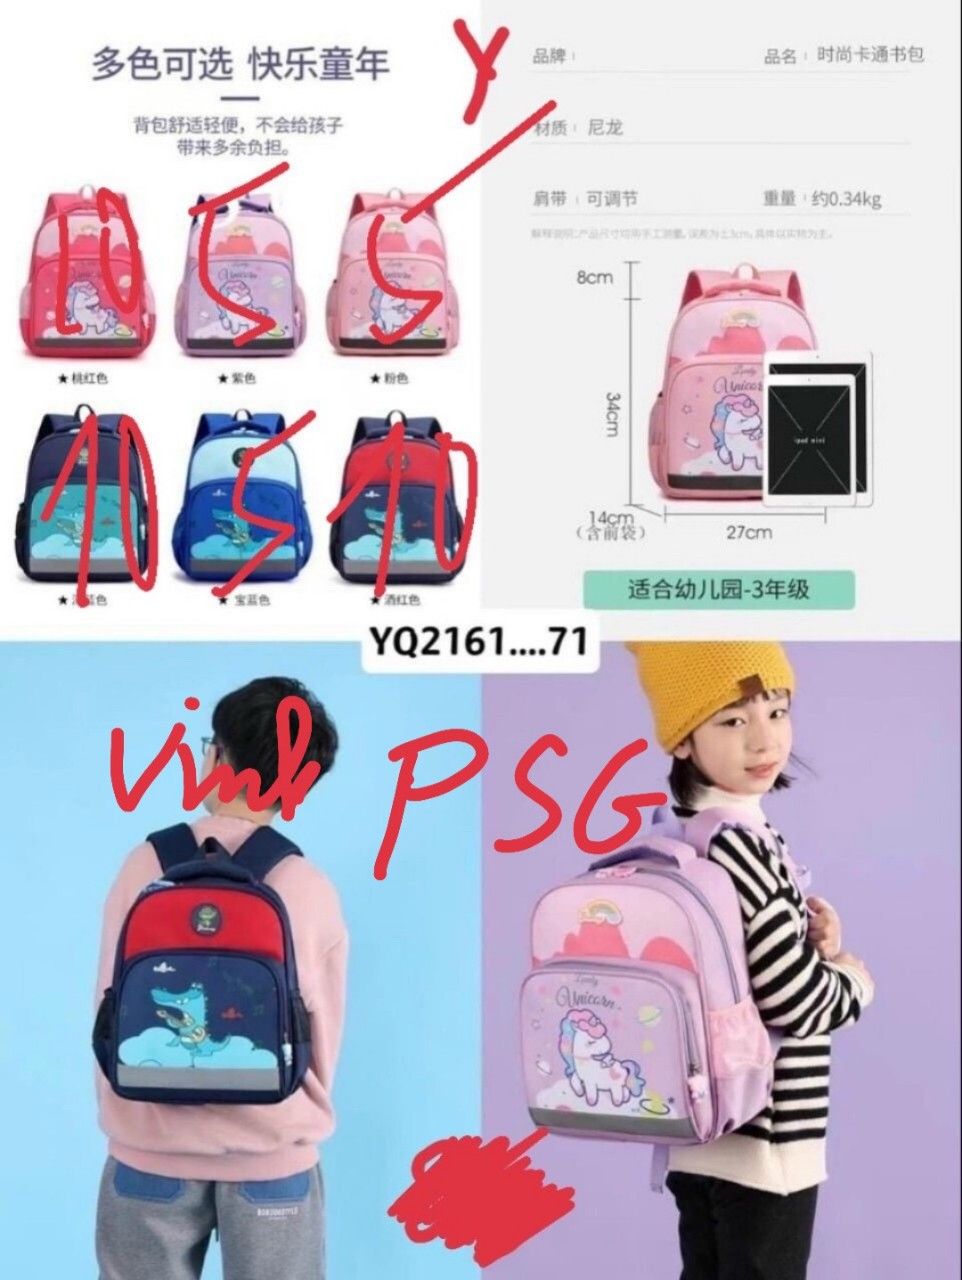 多色可选 快乐童年
背包舒适轻便，不会给孩子
带来多余负担。
Y
10
5
5
★桃红色
★紫色
★粉色
10
5
10
★宝蓝色
★酒红色
品牌：
品名：时尚卡通书包
材质：尼龙
肩带：可调节
重量：约0.34kg
8cm
34cm
14cm
(含前袋)
27cm
Unicorn
ipad mini
适合幼儿园-3年级
YQ2161....71
Vinh
PSG
Lovely
Unicorn